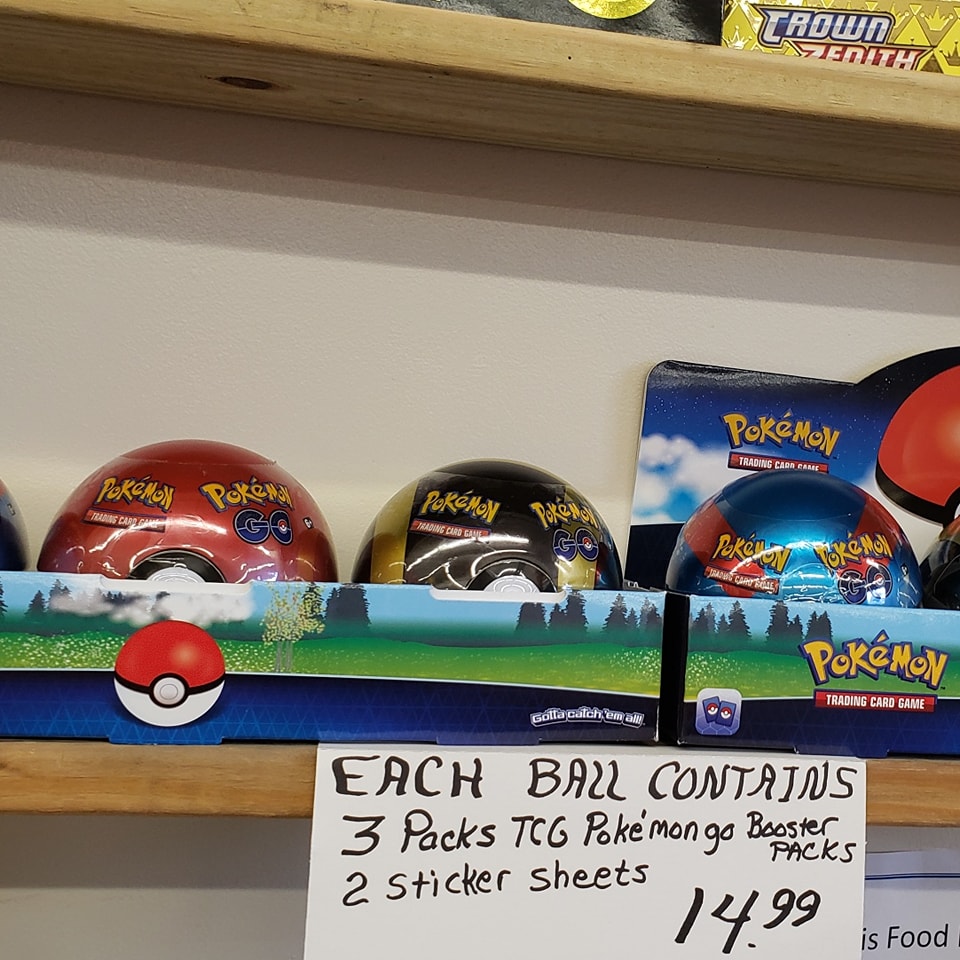 CROWN
ZENITH
Pokémon
TRADING CARD GAME
Pokémon
TRADING CARD GAME
Pokémon
GO
Pokémon
TRADING CARD GAME
Pokémon
GO
Pokémon
TRADING CARD GAME
Pokémon
GO
Pokémon
TRADING CARD GAME
Gotta catch 'em all!
EACH BALL CONTAINS
3 Packs TCG Poke'mon go Booster
PACKS
2 sticker sheets
14.99
is Food